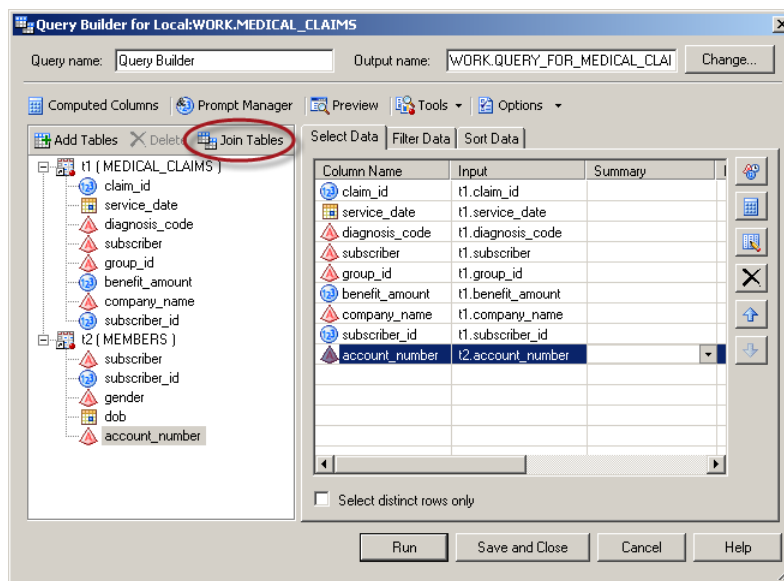 Query Builder for Local:WORK.MEDICAL_CLAIMS
Query name: Query Builder Output name: WORK.QUERY_FOR_MEDICAL_CLAI Change...
Computed Columns Prompt Manager Preview Tools Options
Add Tables Delete Join Tables
t1 ( MEDICAL_CLAIMS )
claim_id
service_date
diagnosis_code
subscriber
group_id
benefit_amount
company_name
subscriber_id
t2 ( MEMBERS )
subscriber
subscriber_id
gender
dob
account_number
Select Data Filter Data Sort Data
Column Name Input Summary
claim_id t1.claim_id
service_date t1.service_date
diagnosis_code t1.diagnosis_code
subscriber t1.subscriber
group_id t1.group_id
benefit_amount t1.benefit_amount
company_name t1.company_name
subscriber_id t1.subscriber_id
account_number t2.account_number
Select distinct rows only
Run Save and Close Cancel Help